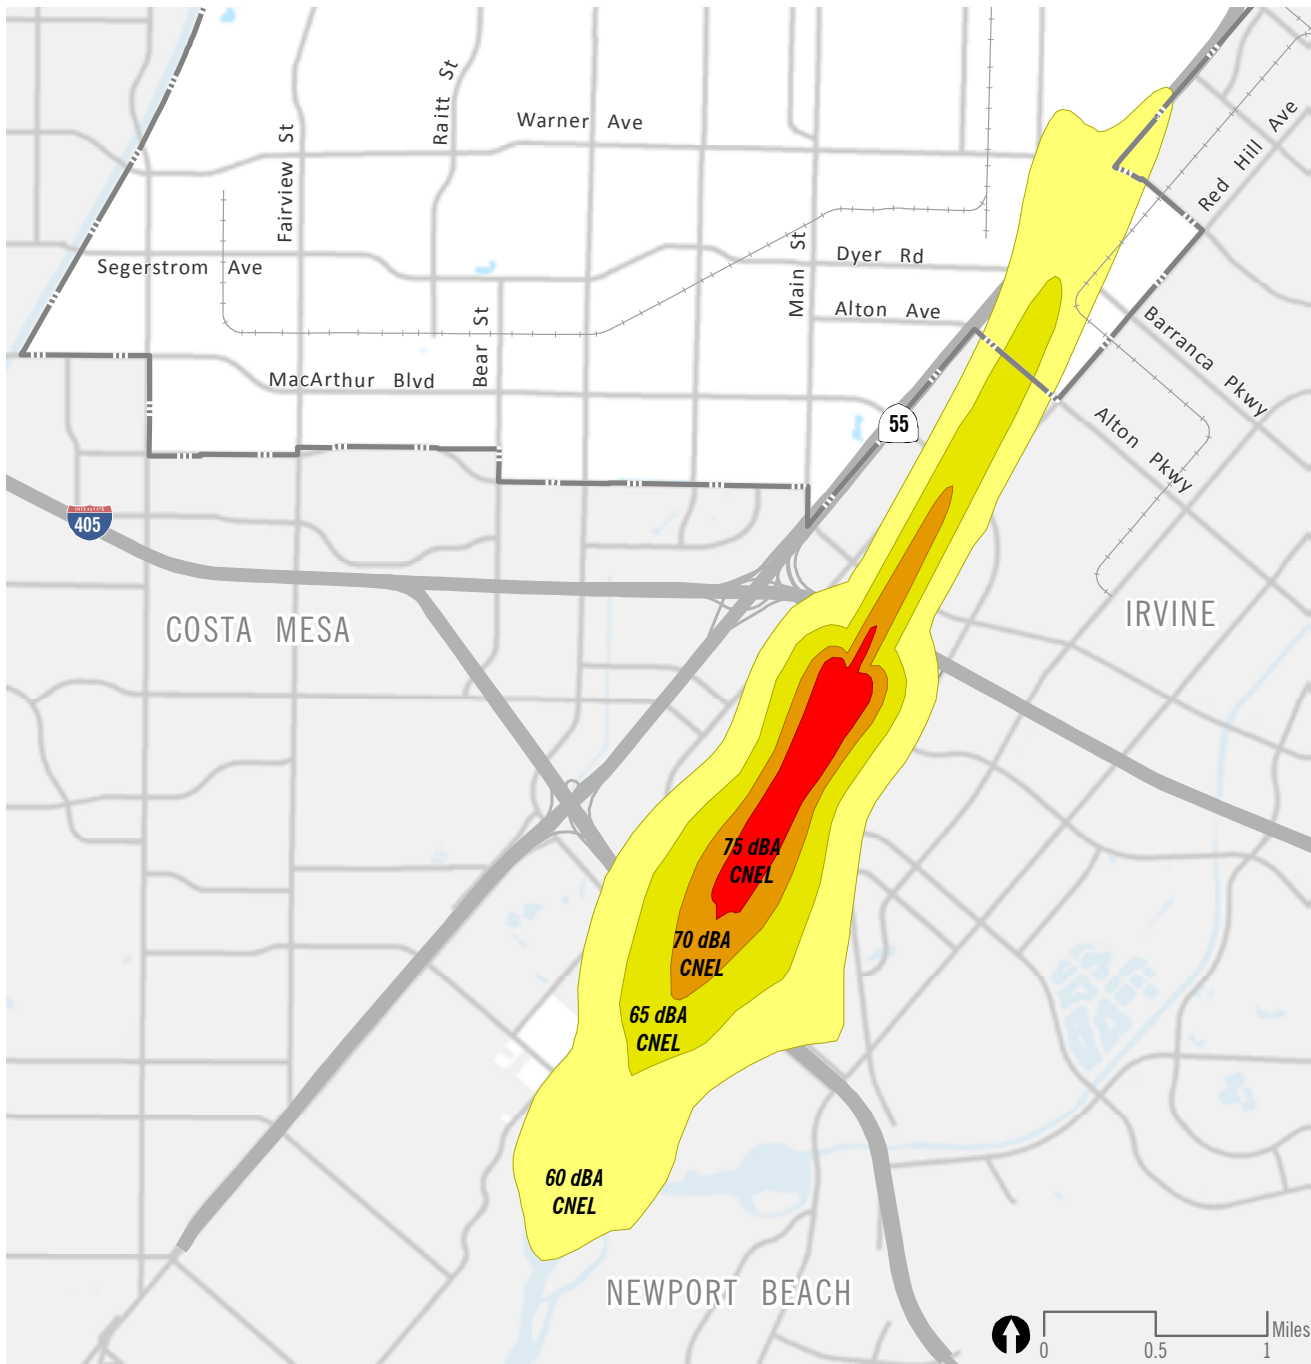 Raitt St
Warner Ave
Fairview St
Red Hill Ave
Segerstrom Ave
Main St
Dyer Rd
Alton Ave
Bear St
MacArthur Blvd
Barranca Pkwy
55
Alton Pkwy
INTERSTATE
405
COSTA MESA
IRVINE
75 dBA
CNEL
70 dBA
CNEL
65 dBA
CNEL
60 dBA
CNEL
NEWPORT BEACH
Miles
0 0.5 1